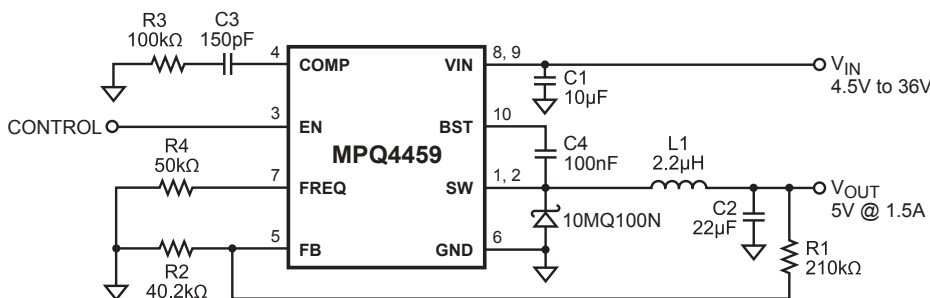 R3
100kΩ
C3
150pF
4
COMP
VIN
8, 9
V_IN
4.5V to 36V
C1
10µF
CONTROL
3
EN
BST
10
MPQ4459
C4
100nF
L1
2.2µH
R4
50kΩ
7
FREQ
SW
1, 2
V_OUT
5V @ 1.5A
10MQ100N
C2
22µF
5
FB
GND
6
R2
40.2kΩ
R1
210kΩ